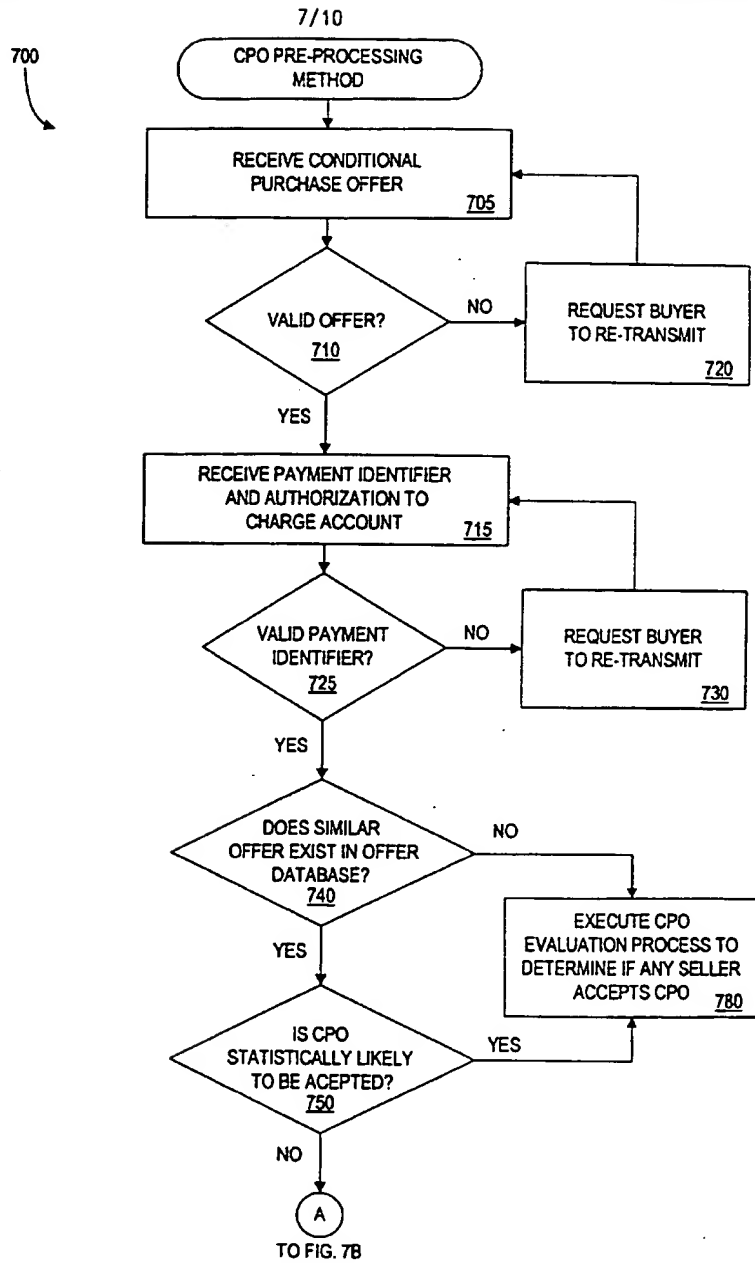 7/10
700
CPO PRE-PROCESSING
METHOD
RECEIVE CONDITIONAL
PURCHASE OFFER
705
VALID OFFER?
710
NO
REQUEST BUYER
TO RE-TRANSMIT
720
YES
RECEIVE PAYMENT IDENTIFIER
AND AUTHORIZATION TO
CHARGE ACCOUNT
715
VALID PAYMENT
IDENTIFIER?
725
NO
REQUEST BUYER
TO RE-TRANSMIT
730
YES
DOES SIMILAR
OFFER EXIST IN OFFER
DATABASE?
740
NO
EXECUTE CPO
EVALUATION PROCESS TO
DETERMINE IF ANY SELLER
ACCEPTS CPO
780
YES
IS CPO
STATISTICALLY LIKELY
TO BE ACEPTED?
750
YES
NO
A
TO FIG. 7B